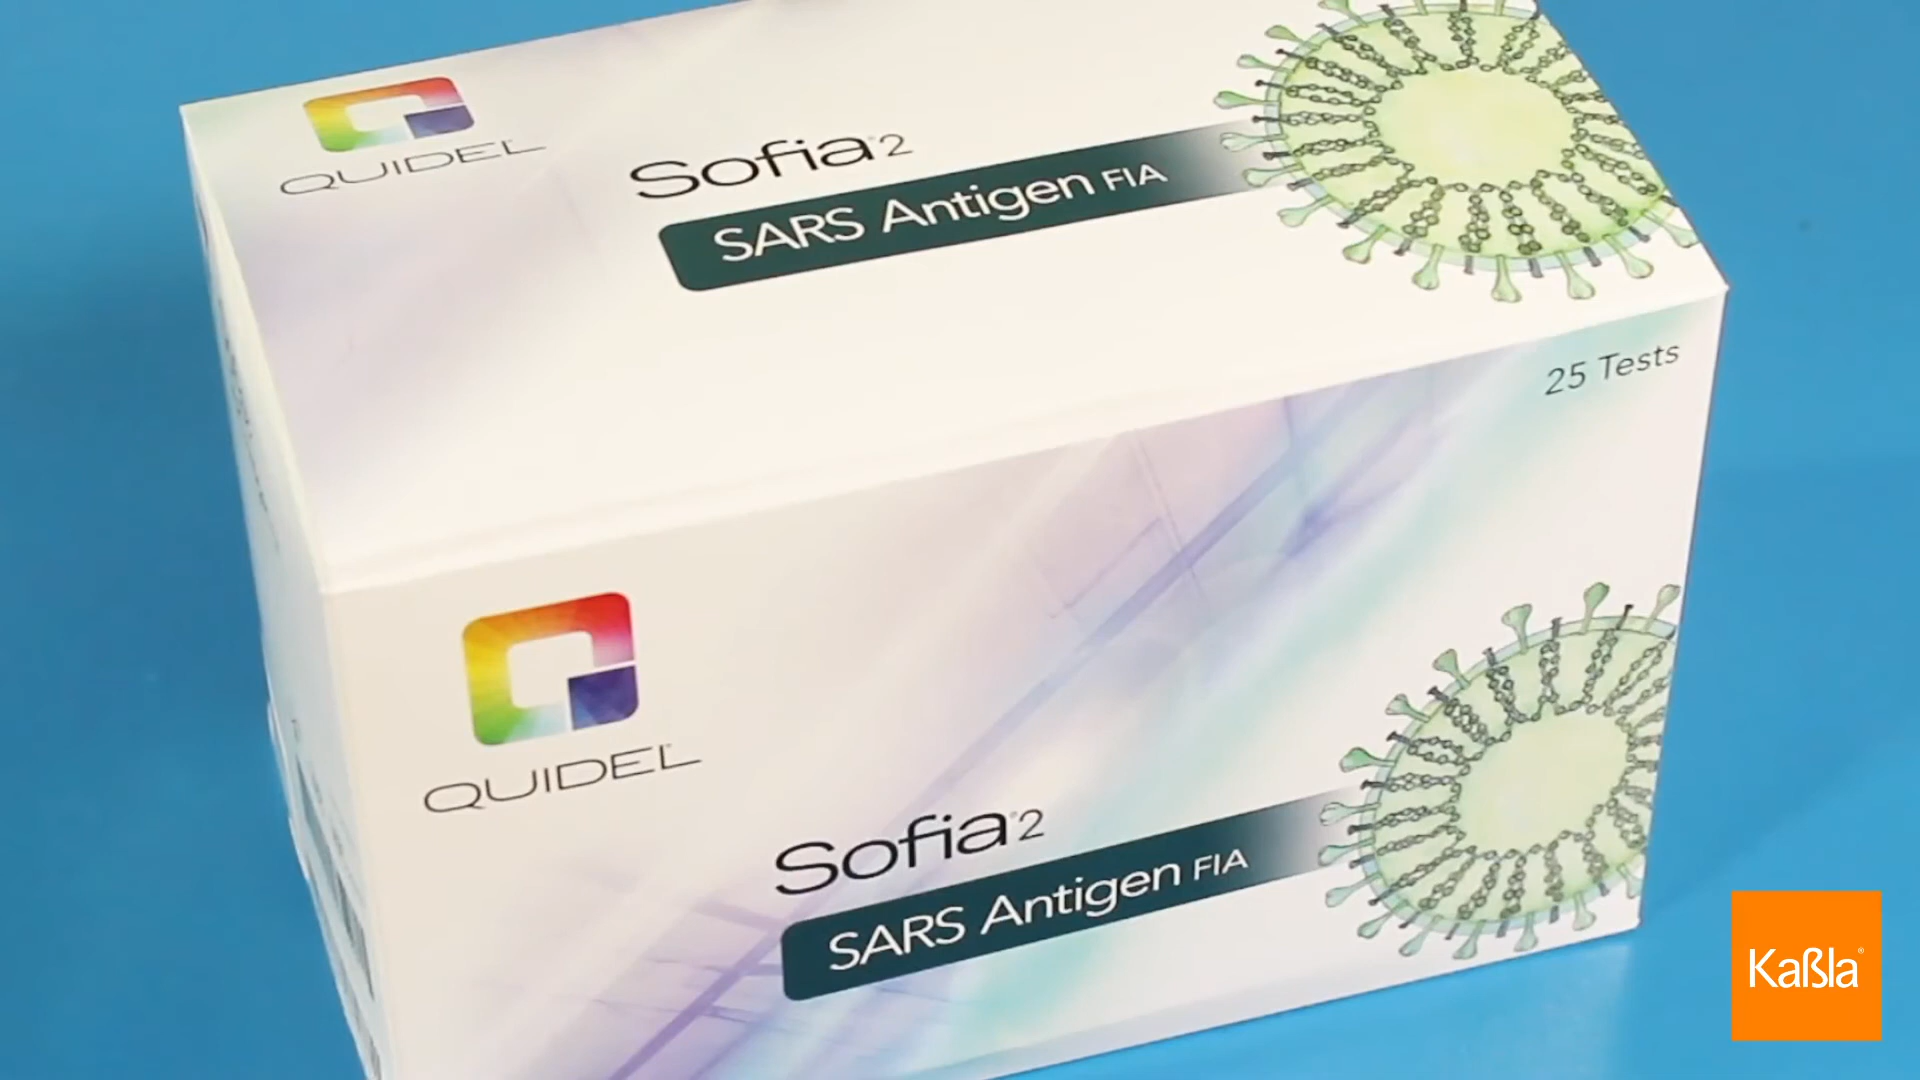 QUIDEL
Sofia®2
SARS Antigen FIA
25 Tests
QUIDEL
Sofia®2
SARS Antigen FIA
Kaßla®